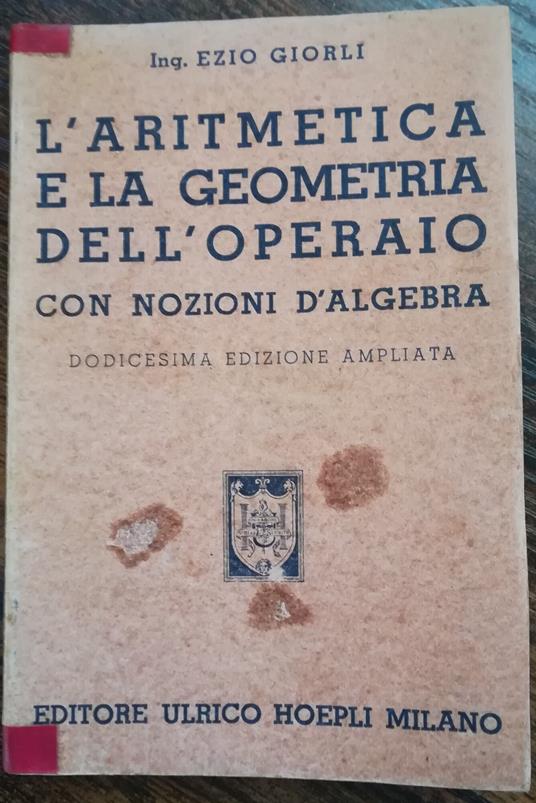 Ing. EZIO GIORLI
L'ARITMETICA
E LA GEOMETRIA
DELL'OPERAIO
CON NOZIONI D'ALGEBRA
DODICESIMA EDIZIONE AMPLIATA
EDITORE ULRICO HOEPLI MILANO